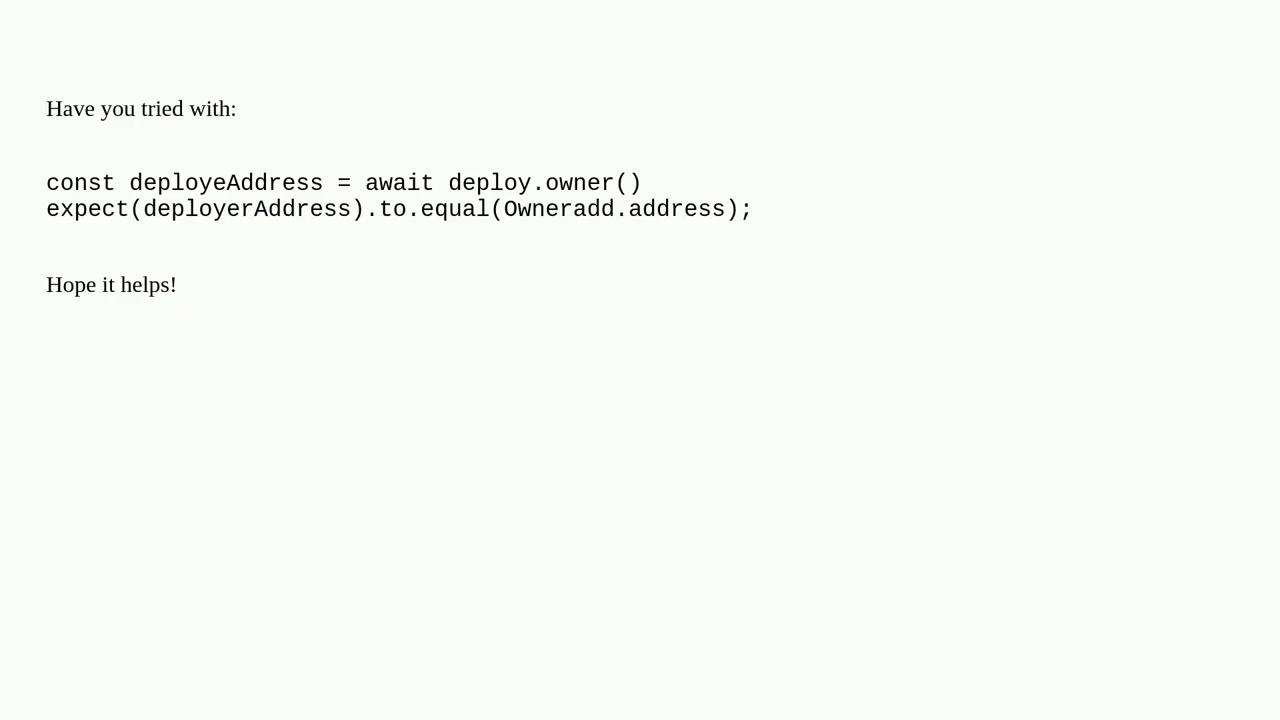 Have you tried with:
const deployeAddress = await deploy.owner()
expect(deployerAddress).to.equal(Owneradd.address);
Hope it helps!